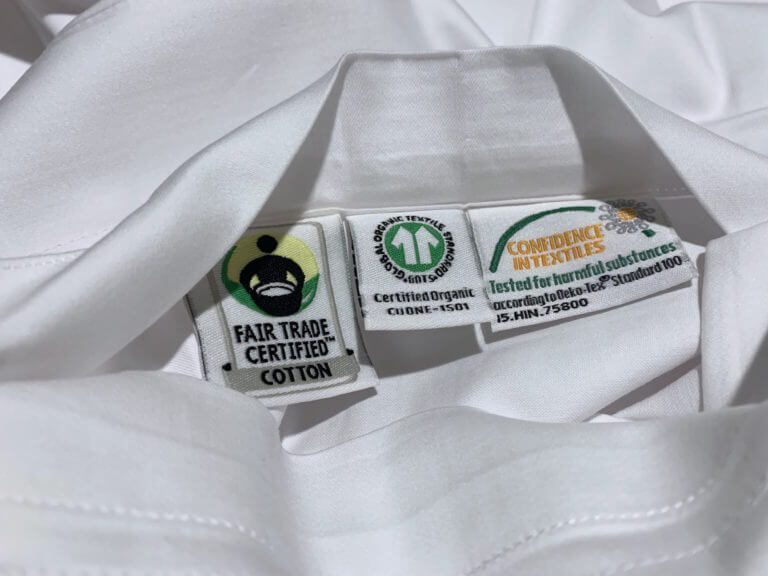 FAIR TRADE
CERTIFIED™
COTTON
GLOBAL ORGANIC TEXTILE STANDARD • GOTS •
Certified Organic
CU ONE-1501
CONFIDENCE
IN TEXTILES
Tested for harmful substances
according to Oeko-Tex® Standard 100
15.HIN.75800